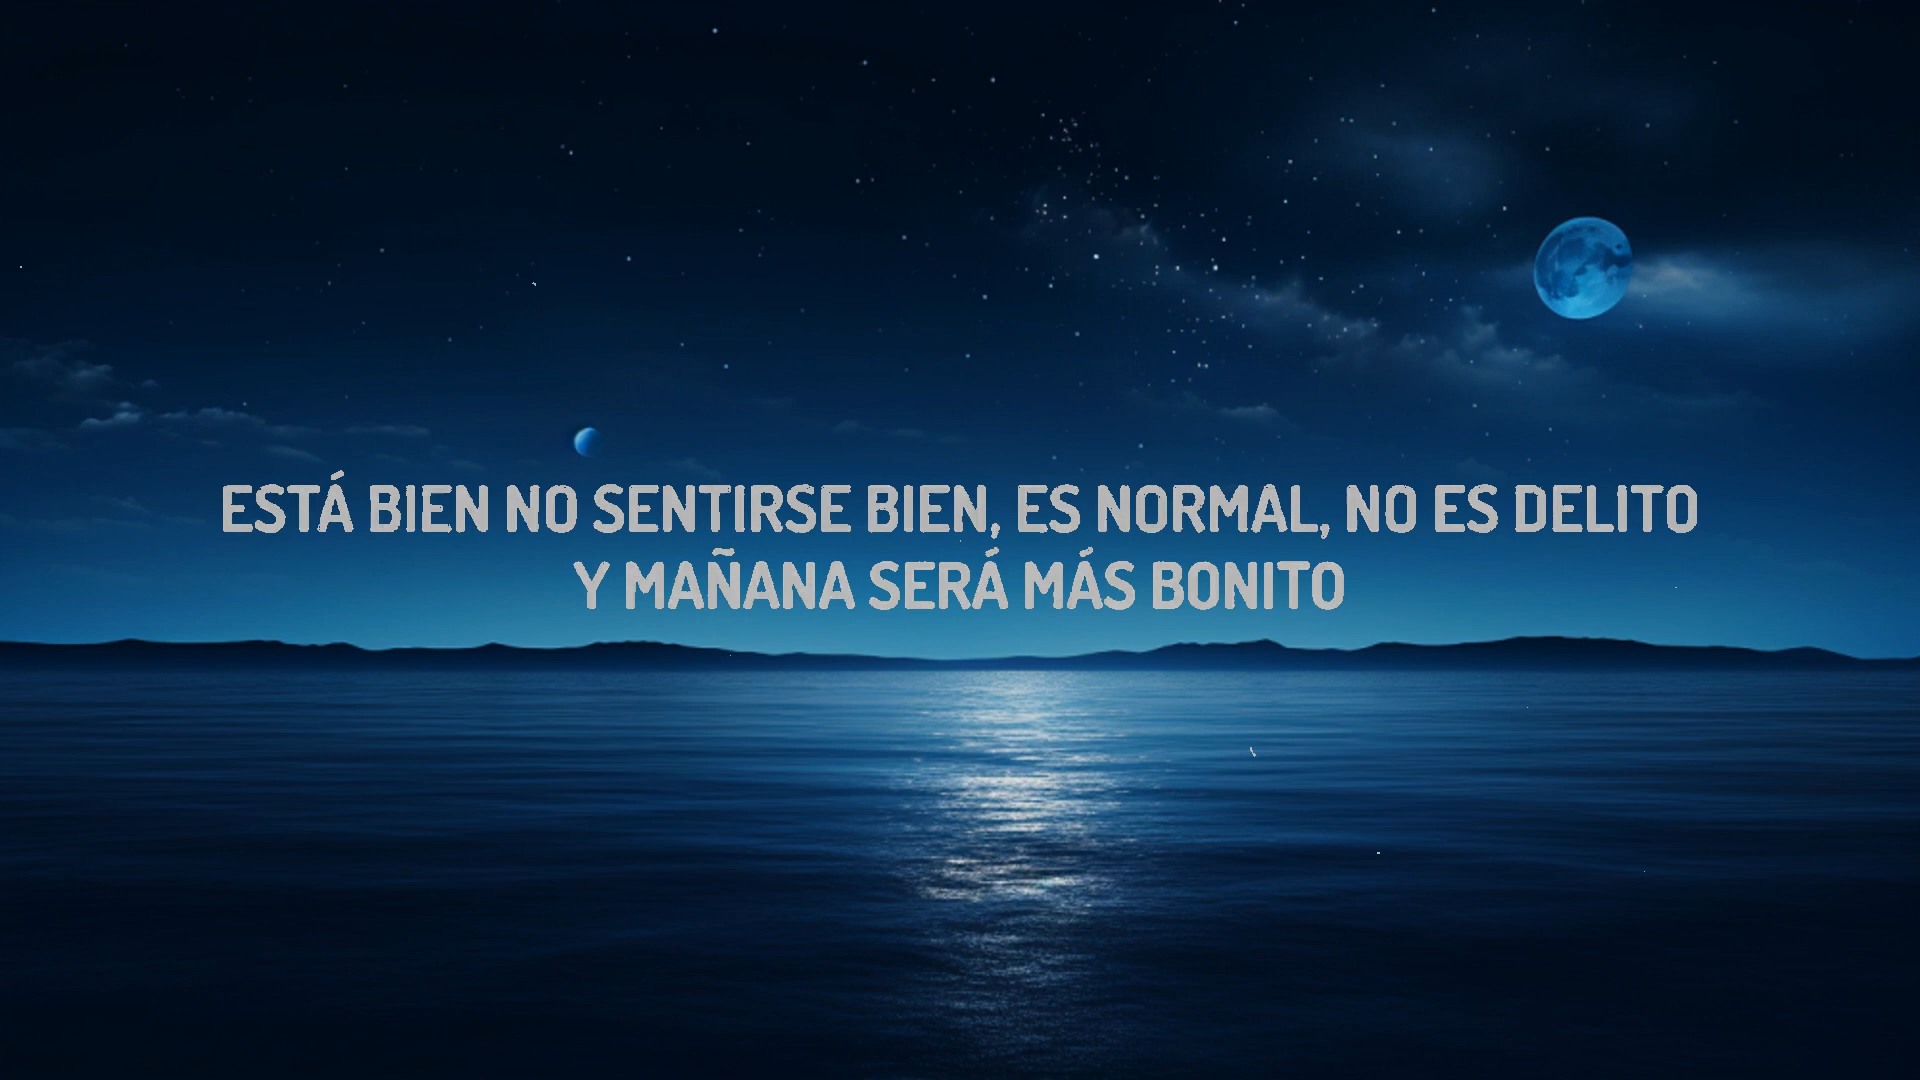 ESTÁ BIEN NO SENTIRSE BIEN, ES NORMAL, NO ES DELITO
Y MAÑANA SERÁ MÁS BONITO